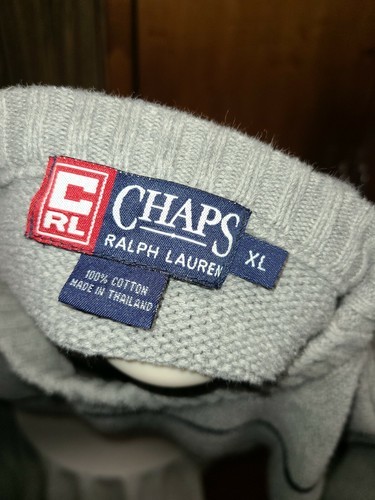 C
RL
CHAPS
RALPH LAUREN
XL
100% COTTON
MADE IN THAILAND